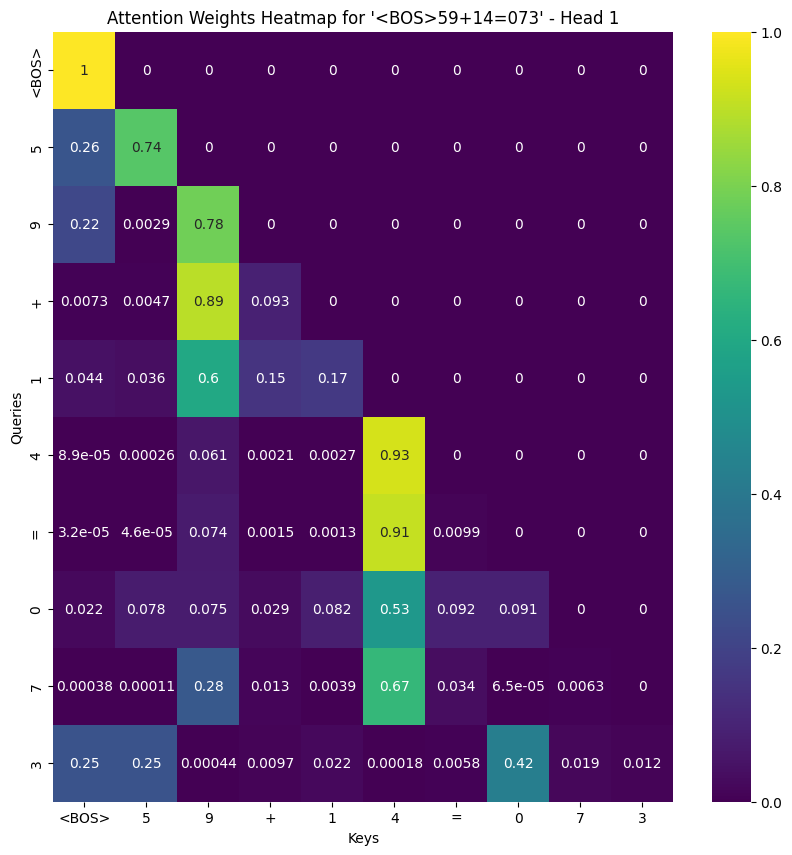 Attention Weights Heatmap for '<BOS>59+14=073' - Head 1
<BOS> 1 0 0 0 0 0 0 0 0 0
5 0.26 0.74 0 0 0 0 0 0 0 0
9 0.22 0.0029 0.78 0 0 0 0 0 0 0
+ 0.0073 0.0047 0.89 0.093 0 0 0 0 0 0
1 0.044 0.036 0.6 0.15 0.17 0 0 0 0 0
4 8.9e-05 0.00026 0.061 0.0021 0.0027 0.93 0 0 0 0
= 3.2e-05 4.6e-05 0.074 0.0015 0.0013 0.91 0.0099 0 0 0
0 0.022 0.078 0.075 0.029 0.082 0.53 0.092 0.091 0 0
7 0.00038 0.00011 0.28 0.013 0.0039 0.67 0.034 6.5e-05 0.0063 0
3 0.25 0.25 0.00044 0.0097 0.022 0.00018 0.0058 0.42 0.019 0.012
<BOS> 5 9 + 1 4 = 0 7 3
Keys
Queries
1.0
0.8
0.6
0.4
0.2
0.0